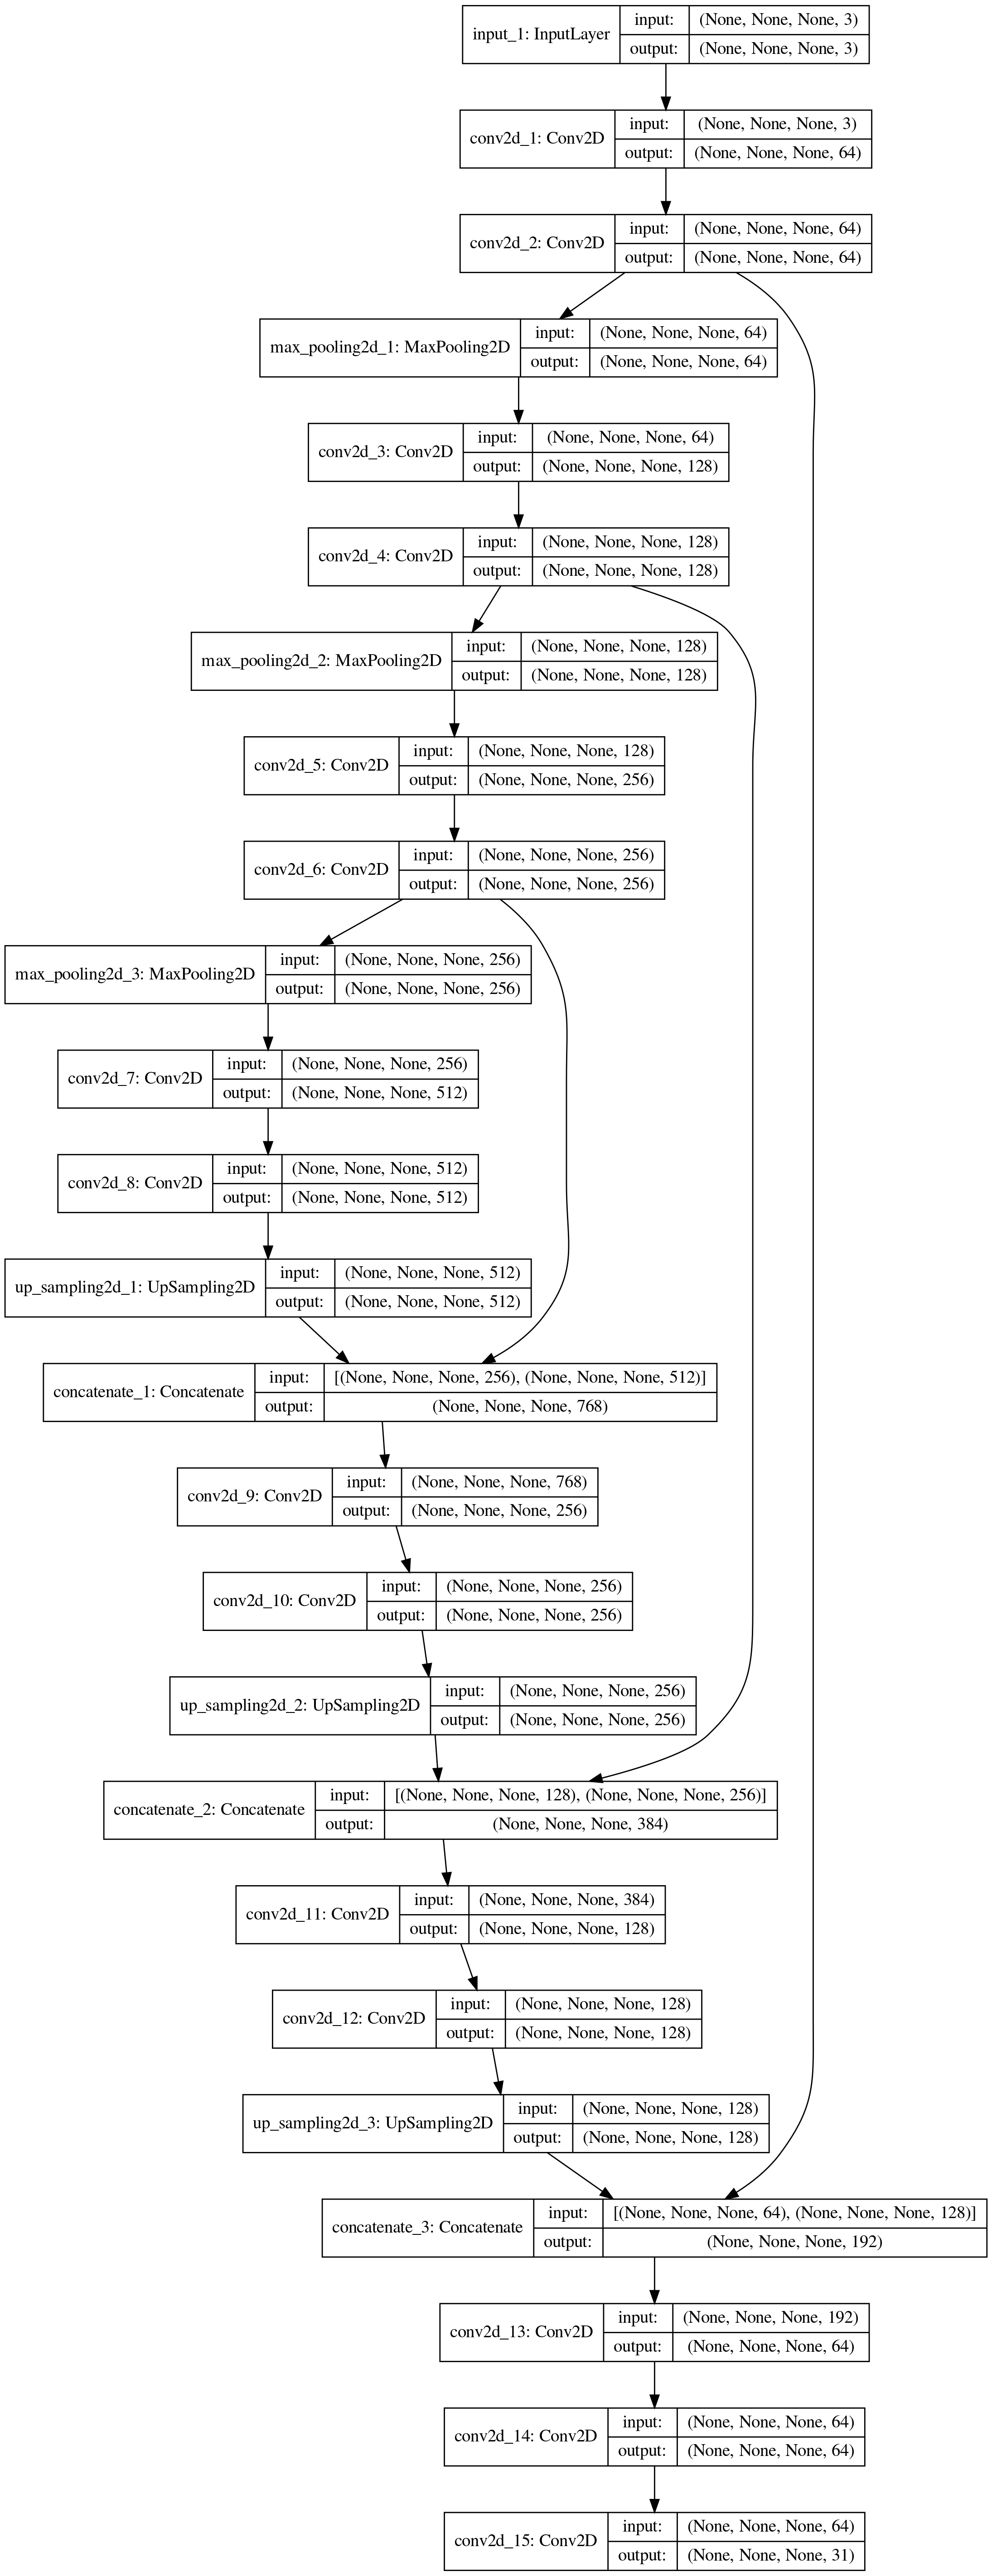 input_1: InputLayer
input: (None, None, None, 3)
output: (None, None, None, 3)
conv2d_1: Conv2D
input: (None, None, None, 3)
output: (None, None, None, 64)
conv2d_2: Conv2D
input: (None, None, None, 64)
output: (None, None, None, 64)
max_pooling2d_1: MaxPooling2D
input: (None, None, None, 64)
output: (None, None, None, 64)
conv2d_3: Conv2D
input: (None, None, None, 64)
output: (None, None, None, 128)
conv2d_4: Conv2D
input: (None, None, None, 128)
output: (None, None, None, 128)
max_pooling2d_2: MaxPooling2D
input: (None, None, None, 128)
output: (None, None, None, 128)
conv2d_5: Conv2D
input: (None, None, None, 128)
output: (None, None, None, 256)
conv2d_6: Conv2D
input: (None, None, None, 256)
output: (None, None, None, 256)
max_pooling2d_3: MaxPooling2D
input: (None, None, None, 256)
output: (None, None, None, 256)
conv2d_7: Conv2D
input: (None, None, None, 256)
output: (None, None, None, 512)
conv2d_8: Conv2D
input: (None, None, None, 512)
output: (None, None, None, 512)
up_sampling2d_1: UpSampling2D
input: (None, None, None, 512)
output: (None, None, None, 512)
concatenate_1: Concatenate
input: [(None, None, None, 256), (None, None, None, 512)]
output: (None, None, None, 768)
conv2d_9: Conv2D
input: (None, None, None, 768)
output: (None, None, None, 256)
conv2d_10: Conv2D
input: (None, None, None, 256)
output: (None, None, None, 256)
up_sampling2d_2: UpSampling2D
input: (None, None, None, 256)
output: (None, None, None, 256)
concatenate_2: Concatenate
input: [(None, None, None, 128), (None, None, None, 256)]
output: (None, None, None, 384)
conv2d_11: Conv2D
input: (None, None, None, 384)
output: (None, None, None, 128)
conv2d_12: Conv2D
input: (None, None, None, 128)
output: (None, None, None, 128)
up_sampling2d_3: UpSampling2D
input: (None, None, None, 128)
output: (None, None, None, 128)
concatenate_3: Concatenate
input: [(None, None, None, 64), (None, None, None, 128)]
output: (None, None, None, 192)
conv2d_13: Conv2D
input: (None, None, None, 192)
output: (None, None, None, 64)
conv2d_14: Conv2D
input: (None, None, None, 64)
output: (None, None, None, 64)
conv2d_15: Conv2D
input: (None, None, None, 64)
output: (None, None, None, 31)